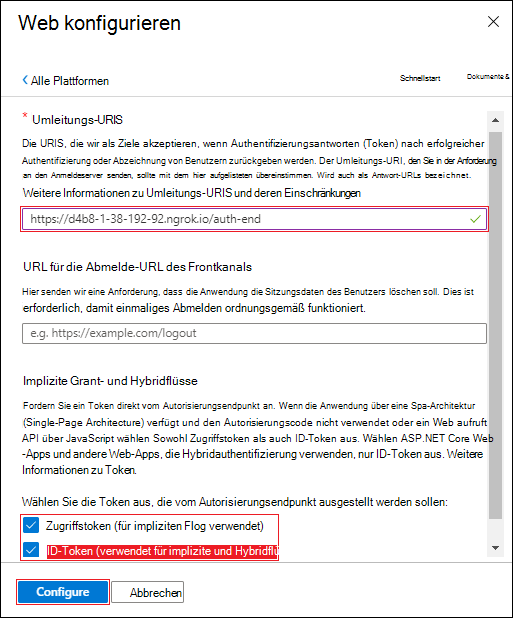 Web konfigurieren
Alle Plattformen
Schnellstart
Dokumente &
* Umleitungs-URIS
Die URIS, die wir als Ziele akzeptieren, wenn Authentifizierungsantworten (Token) nach erfolgreicher
Authentifizierung oder Abzeichnung von Benutzern zurückgegeben werden. Der Umleitungs-URI, den Sie in der Anforderung
an den Anmeldeserver senden, sollte mit dem hier aufgelisteten übereinstimmen. Wird auch als Antwort-URLs bezeichnet.
Weitere Informationen zu Umleitungs-URIS und deren Einschränkungen
https://d4b8-1-38-192-92.ngrok.io/auth-end
URL für die Abmelde-URL des Frontkanals
Hier senden wir eine Anforderung, dass die Anwendung die Sitzungsdaten des Benutzers löschen soll. Dies ist
erforderlich, damit einmaliges Abmelden ordnungsgemäß funktioniert.
e.g. https://example.com/logout
Implizite Grant- und Hybridflüsse
Fordern Sie ein Token direkt vom Autorisierungsendpunkt an. Wenn die Anwendung über eine Spa-Architektur
(Single-Page Architecture) verfügt und den Autorisierungscode nicht verwendet oder ein Web aufruft
API über JavaScript wählen Sowohl Zugriffstoken als auch ID-Token aus. Wählen ASP.NET Core Web
-Apps und andere Web-Apps, die Hybridauthentifizierung verwenden, nur ID-Token aus. Weitere
Informationen zu Token.
Wählen Sie die Token aus, die vom Autorisierungsendpunkt ausgestellt werden sollen:
Zugriffstoken (für impliziten Flog verwendet)
ID-Token (verwendet für implizite und Hybridflü
Configure
Abbrechen